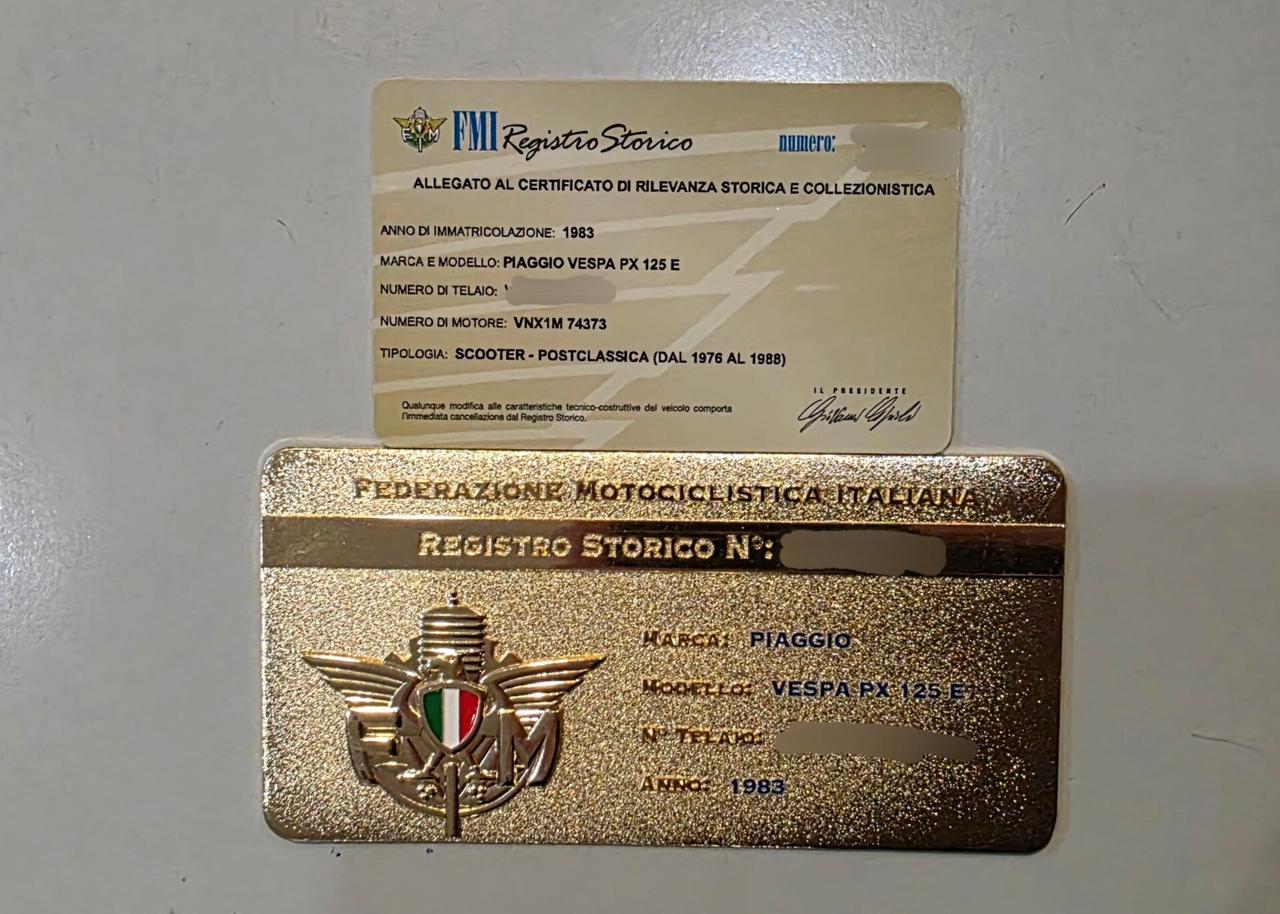 FMI Registro Storico numero:
ALLEGATO AL CERTIFICATO DI RILEVANZA STORICA E COLLEZIONISTICA
ANNO DI IMMATRICOLAZIONE: 1983
MARCA E MODELLO: PIAGGIO VESPA PX 125 E
NUMERO DI TELAIO:
NUMERO DI MOTORE: VNX1M 74373
TIPOLOGIA: SCOOTER - POSTCLASSICA (DAL 1976 AL 1988)
IL PRESIDENTE
Qualunque modifica alle caratteristiche tecnico-costruttive del veicolo comporta
l'immediata cancellazione dal Registro Storico.
FEDERAZIONE MOTOCICLISTICA ITALIANA
REGISTRO STORICO N°:
MARCA: PIAGGIO
MODELLO: VESPA PX 125 E
N° TELAIO:
ANNO: 1983
F M